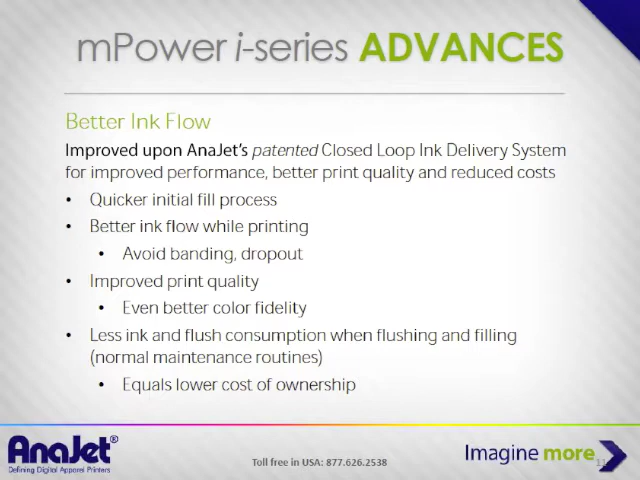 mPower i-series ADVANCES
Better Ink Flow
Improved upon AnaJet's patented Closed Loop Ink Delivery System
for improved performance, better print quality and reduced costs
• Quicker initial fill process
• Better ink flow while printing
• Avoid banding, dropout
• Improved print quality
• Even better color fidelity
• Less ink and flush consumption when flushing and filling
(normal maintenance routines)
• Equals lower cost of ownership
AnaJet®
Defining Digital Apparel Printers
Toll free in USA: 877.626.2538
Imagine more